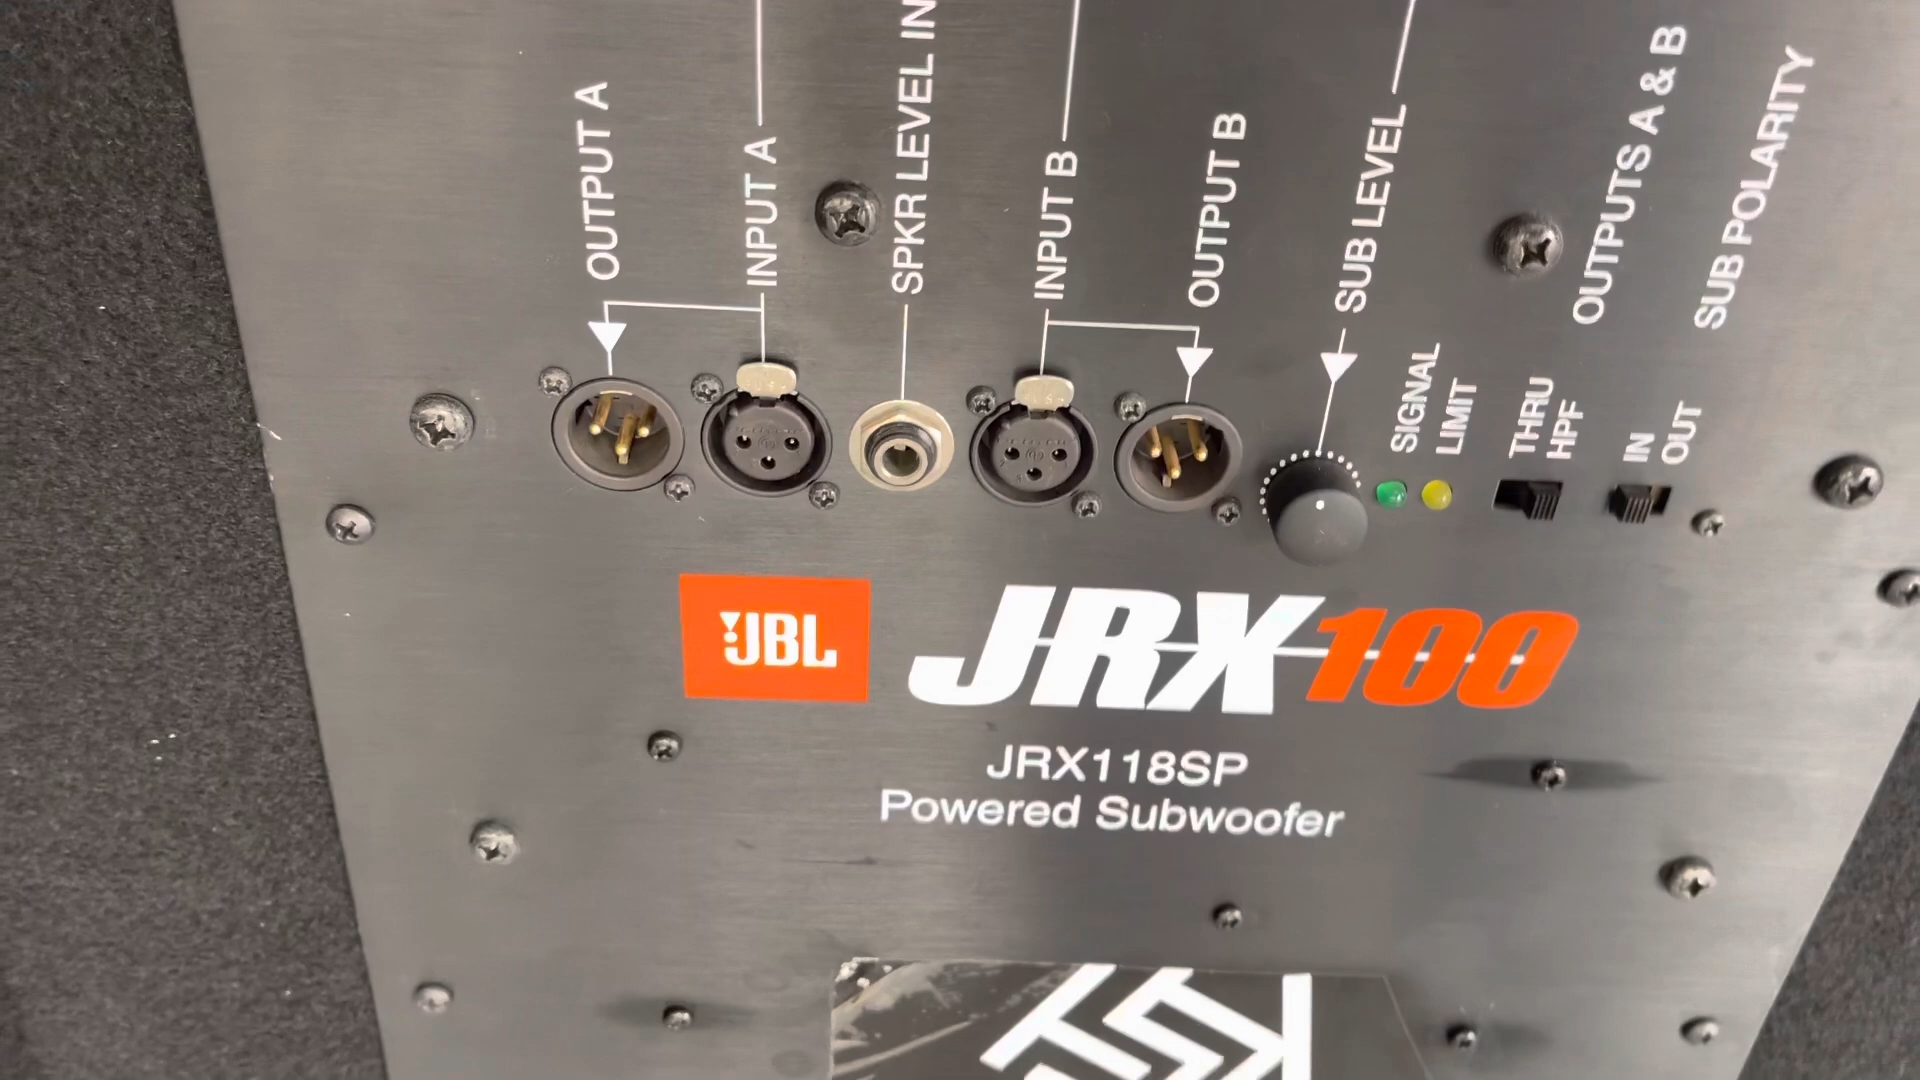 OUTPUT A
INPUT A
SPKR LEVEL IN
INPUT B
OUTPUT B
SUB LEVEL
OUTPUTS A & B
SUB POLARITY
SIGNAL
LIMIT
THRU
HPF
IN
OUT
JBL
JRX100
JRX118SP
Powered Subwoofer